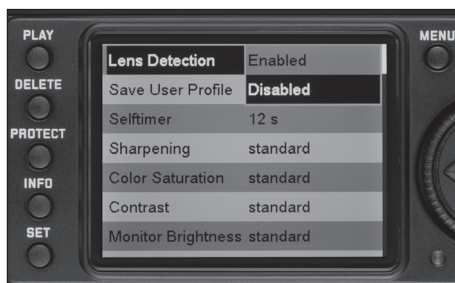 PLAY
DELETE
PROTECT
INFO
SET
MENU
Lens Detection Enabled
Save User Profile Disabled
Selftimer 12 s
Sharpening standard
Color Saturation standard
Contrast standard
Monitor Brightness standard